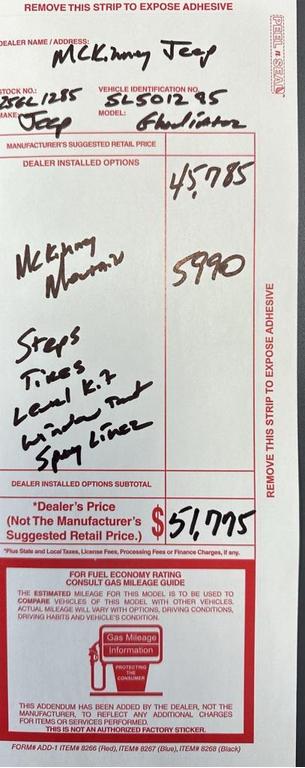 REMOVE THIS STRIP TO EXPOSE ADHESIVE
PEEL n SEAL
DEALER NAME / ADDRESS:
McKinney Jeep
STOCK NO.: VEHICLE IDENTIFICATION NO.
25GL1285 SL501295
MAKE: MODEL:
Jeep Gladiator
MANUFACTURER'S SUGGESTED RETAIL PRICE
DEALER INSTALLED OPTIONS
45,785
McKinney
Mountain
5990
Steps
Tires
Level Kit
Window Tint
Spray Liner
DEALER INSTALLED OPTIONS SUBTOTAL
*Dealer's Price
(Not The Manufacturer's
Suggested Retail Price.) $ 51,775
*Plus State and Local Taxes, License Fees, Processing Fees or Finance Charges, if any.
FOR FUEL ECONOMY RATING
CONSULT GAS MILEAGE GUIDE
THE ESTIMATED MILEAGE FOR THIS MODEL IS TO BE USED TO
COMPARE VEHICLES OF THIS MODEL WITH OTHER VEHICLES.
ACTUAL MILEAGE WILL VARY WITH OPTIONS, DRIVING CONDITIONS,
DRIVING HABITS AND VEHICLE'S CONDITION.
Gas Mileage
Information
PROTECTING
THE
CONSUMER
THIS ADDENDUM HAS BEEN ADDED BY THE DEALER, NOT THE
MANUFACTURER, TO REFLECT ANY ADDITIONAL CHARGES
FOR ITEMS OR SERVICES PERFORMED.
THIS IS NOT AN AUTHORIZED FACTORY STICKER.
FORM# ADD-1 ITEM# 8266 (Red), ITEM# 8267 (Blue), ITEM# 8268 (Black)
REMOVE THIS STRIP TO EXPOSE ADHESIVE